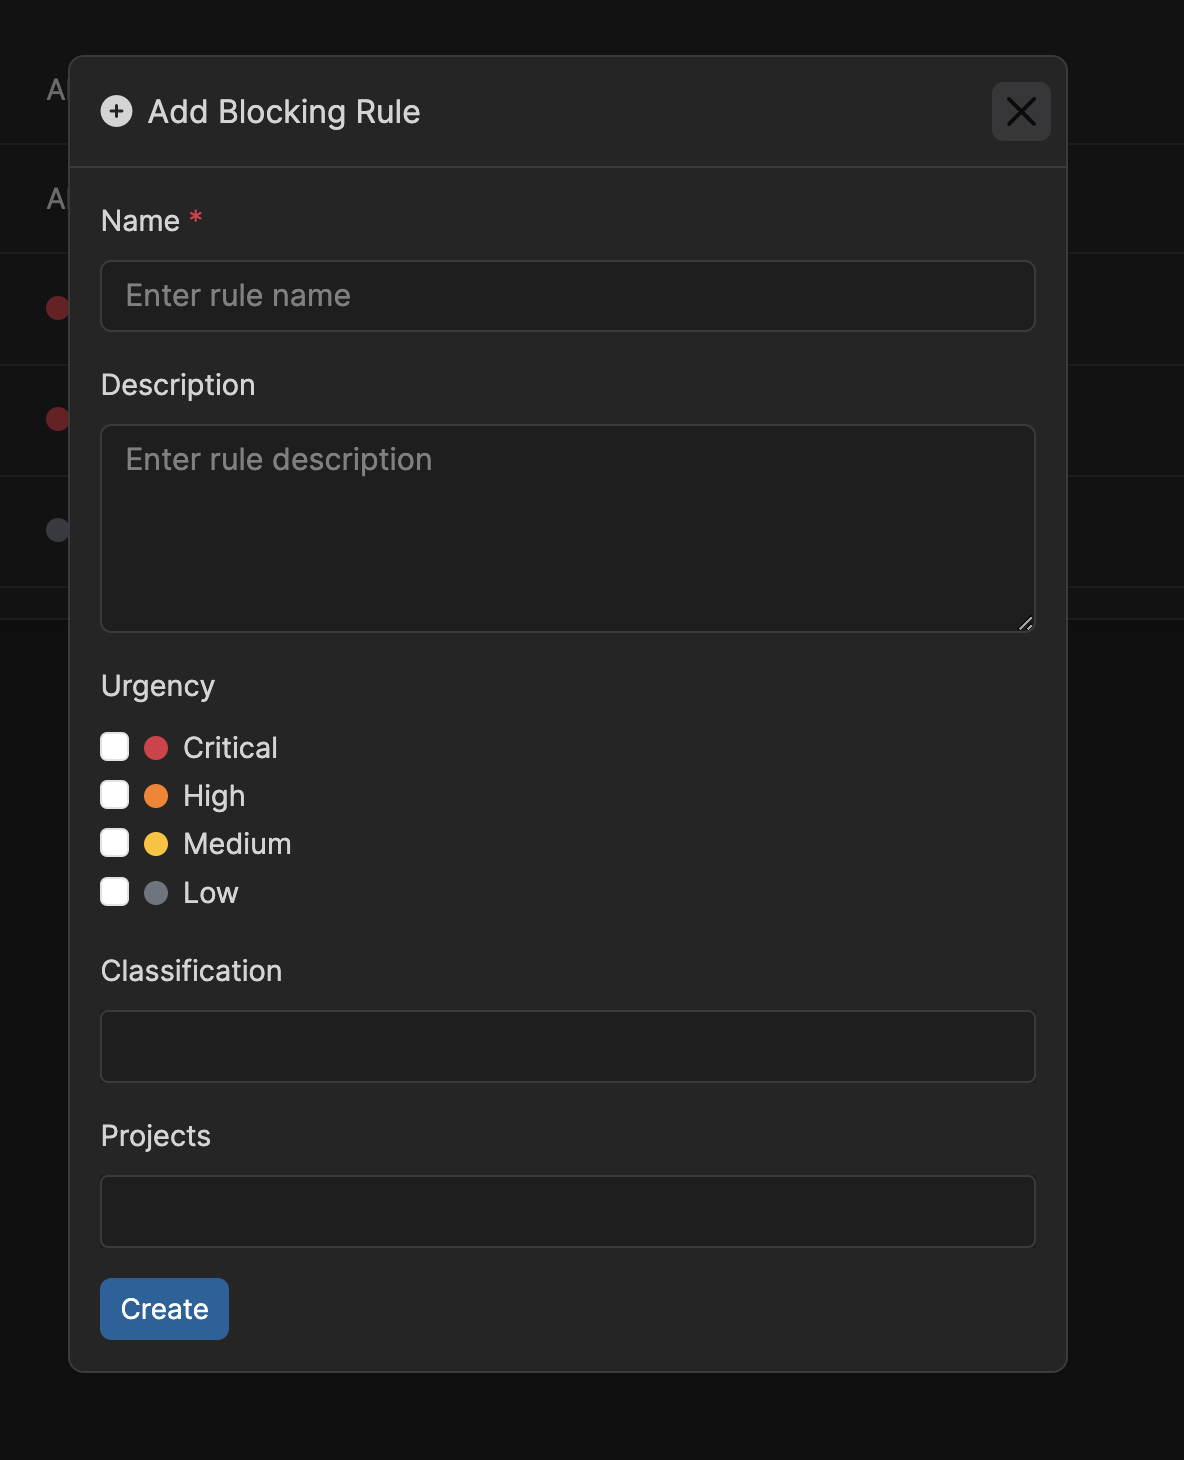 Add Blocking Rule
Name *
Enter rule name
Description
Enter rule description
Urgency
Critical
High
Medium
Low
Classification
Projects
Create